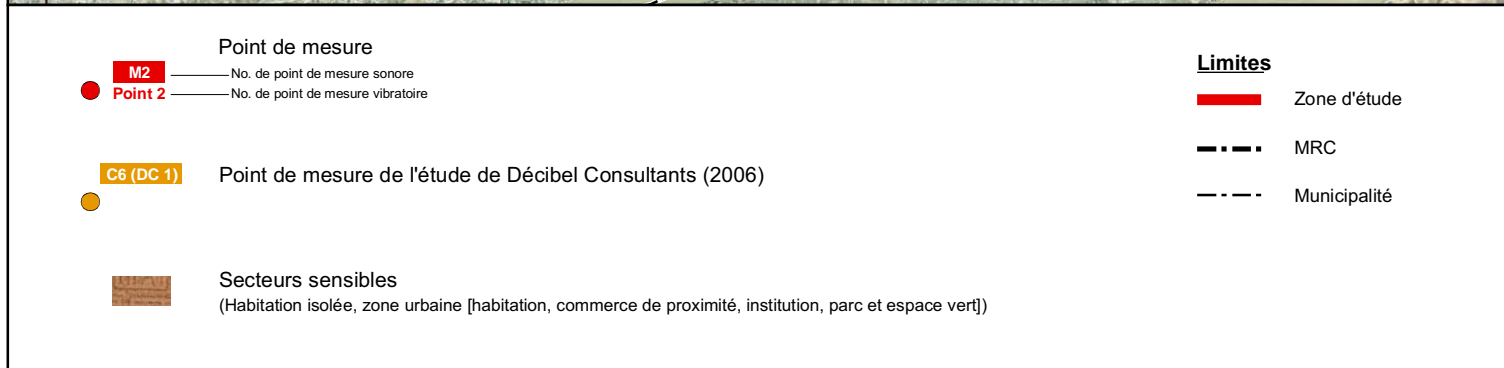 Point de mesure
M2 No. de point de mesure sonore
Point 2 No. de point de mesure vibratoire
C6 (DC 1) Point de mesure de l'étude de Décibel Consultants (2006)
Secteurs sensibles
(Habitation isolée, zone urbaine [habitation, commerce de proximité, institution, parc et espace vert])
Limites
Zone d'étude
MRC
Municipalité